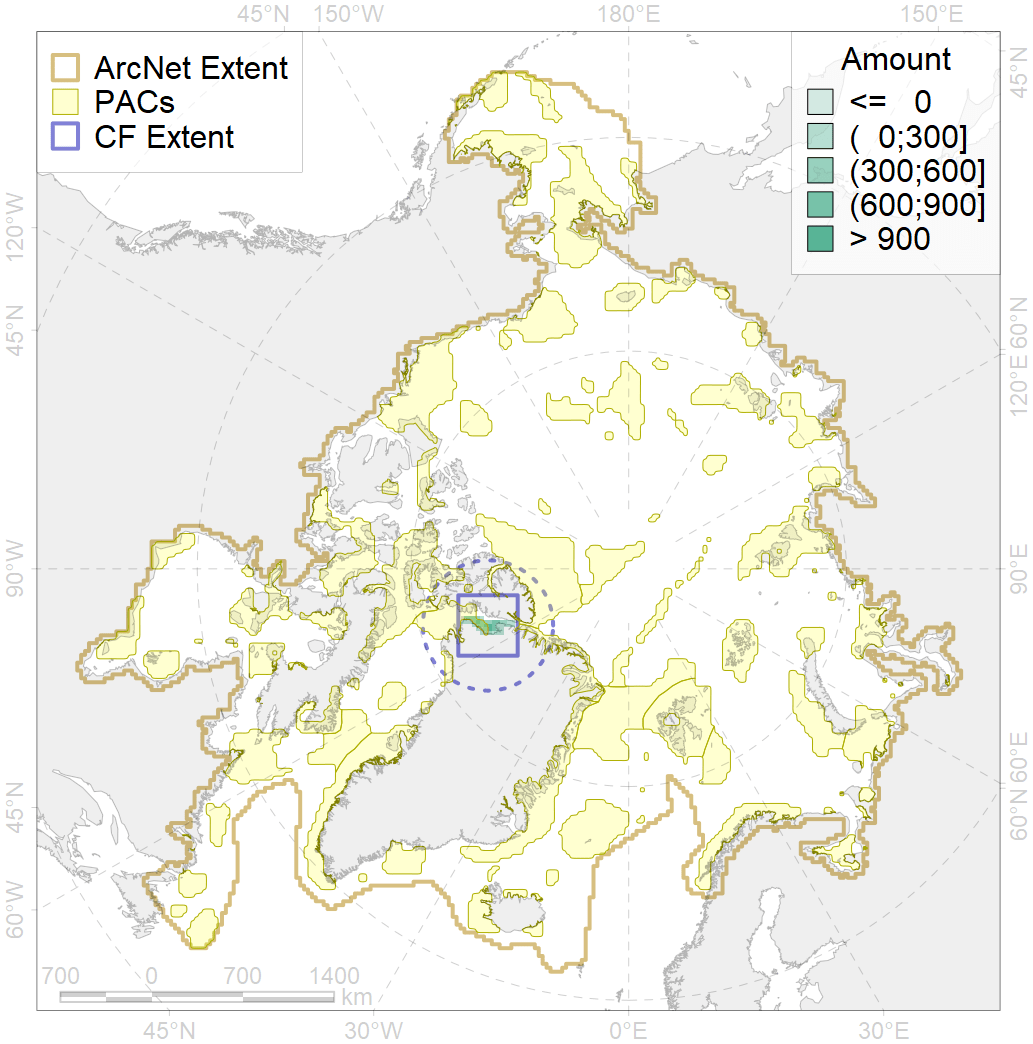 45°N 150°W 180°E 150°E
ArcNet Extent
PACs
CF Extent
Amount
<= 0
( 0;300]
(300;600]
(600;900]
> 900
45°N
120°W
60°N
45°N
120°E
90°W
90°E
45°N
60°E
60°N
60°W
700 0 700 1400
km
45°N 30°W 0°E 30°E